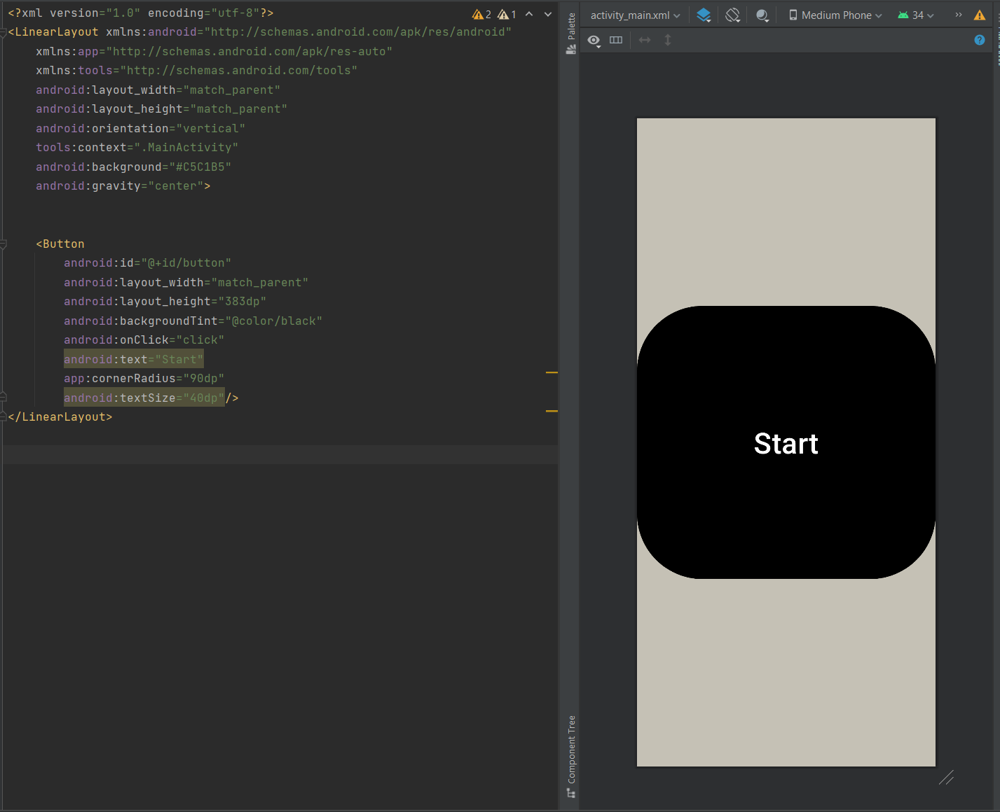 <?xml version="1.0" encoding="utf-8"?>
2 1
<LinearLayout xmlns:android="http://schemas.android.com/apk/res/android"
xmlns:app="http://schemas.android.com/apk/res-auto"
xmlns:tools="http://schemas.android.com/tools"
android:layout_width="match_parent"
android:layout_height="match_parent"
android:orientation="vertical"
tools:context=".MainActivity"
android:background="#C5C1B5"
android:gravity="center">
<Button
android:id="@+id/button"
android:layout_width="match_parent"
android:layout_height="383dp"
android:backgroundTint="@color/black"
android:onClick="click"
android:text="Start"
app:cornerRadius="90dp"
android:textSize="40dp"/>
</LinearLayout>
Palette
Component Tree
activity_main.xml Medium Phone 34 »
?
Start